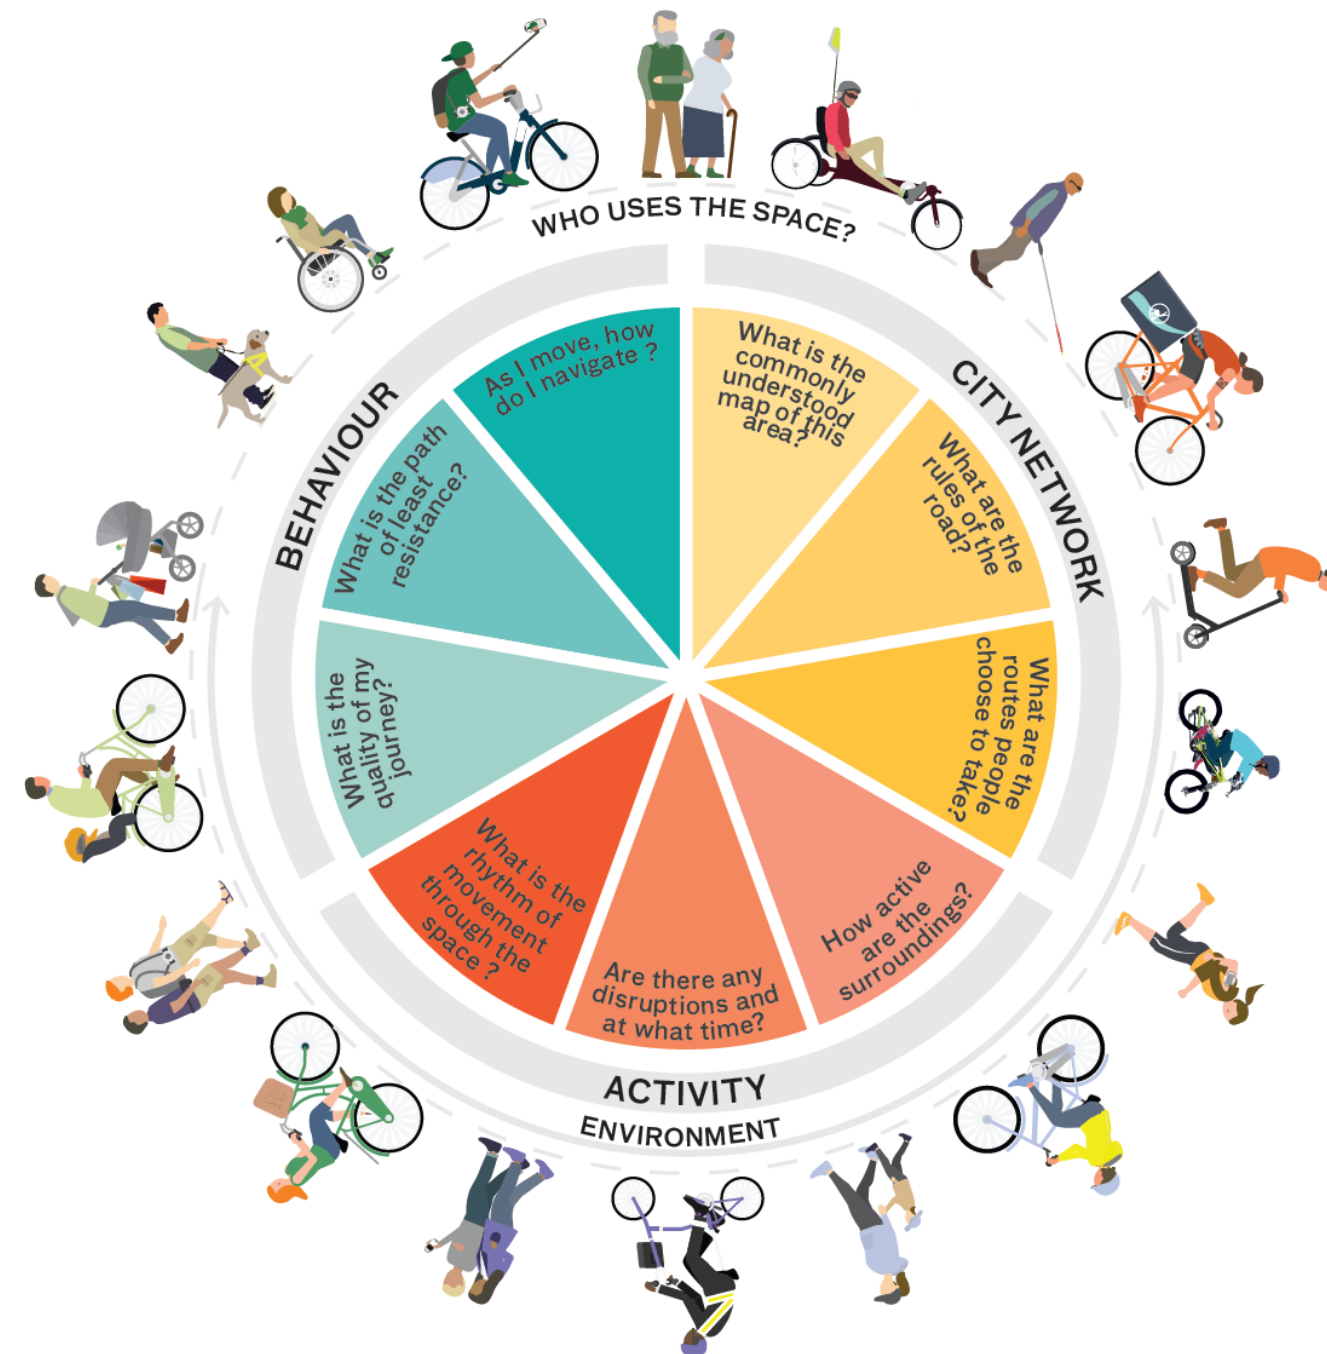 WHO USES THE SPACE?
CITY NETWORK
What is the
commonly
understood
map of this
area?
What are the
rules of the
road?
What are the
routes people
choose to take?
How active
are the
surroundings?
Are there any
disruptions and
at what time?
What is the
rhythm of
movement
through the
space ?
ACTIVITY
ENVIRONMENT
BEHAVIOUR
What is the
quality of my
journey?
What is the path
of least
resistance?
As I move, how
do I navigate ?